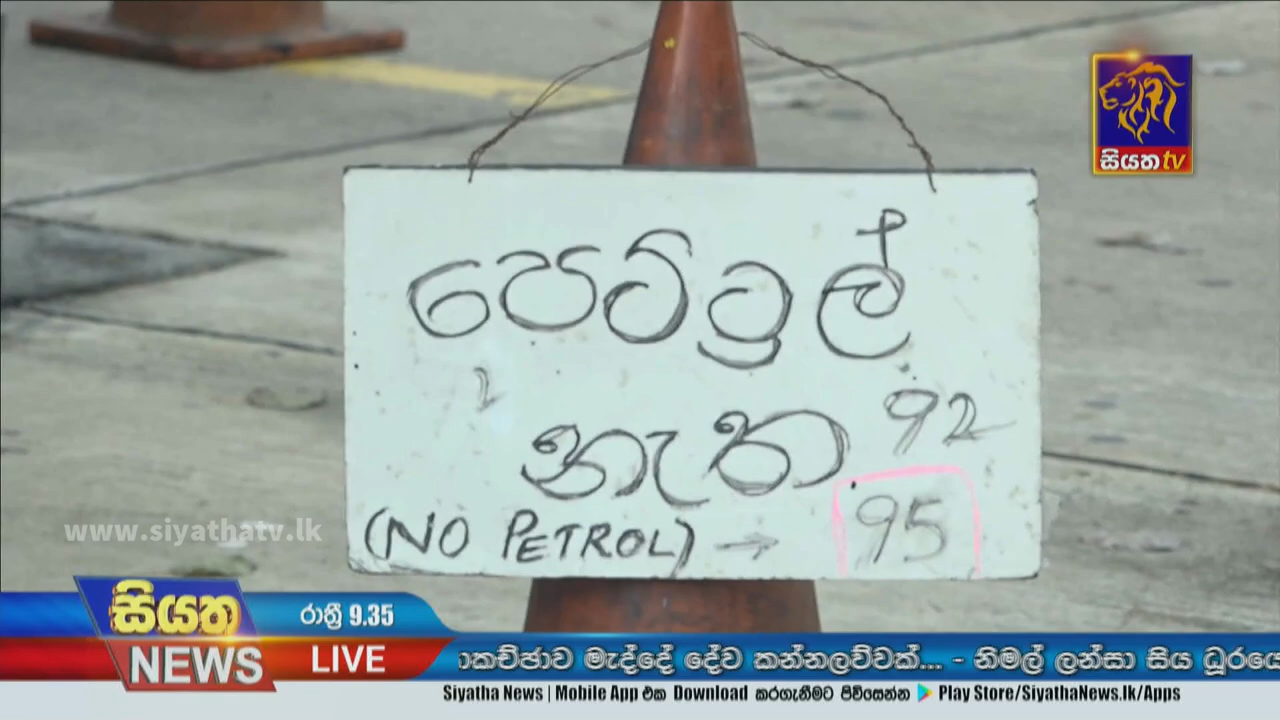 සියත tv
පෙට්ට්‍රල්
නැත 92
(NO PETROL) → 95
www.siyathatv.lk
සියත
NEWS
රාත්‍රී 9.35
LIVE
මැද්දේ දේව කන්නලව්වක්... - නිමල් ලන්සා සිය
Siyatha News | Mobile App එක Download කරගැනීමට පිවිසෙන්න Play Store/SiyathaNews.lk/Apps